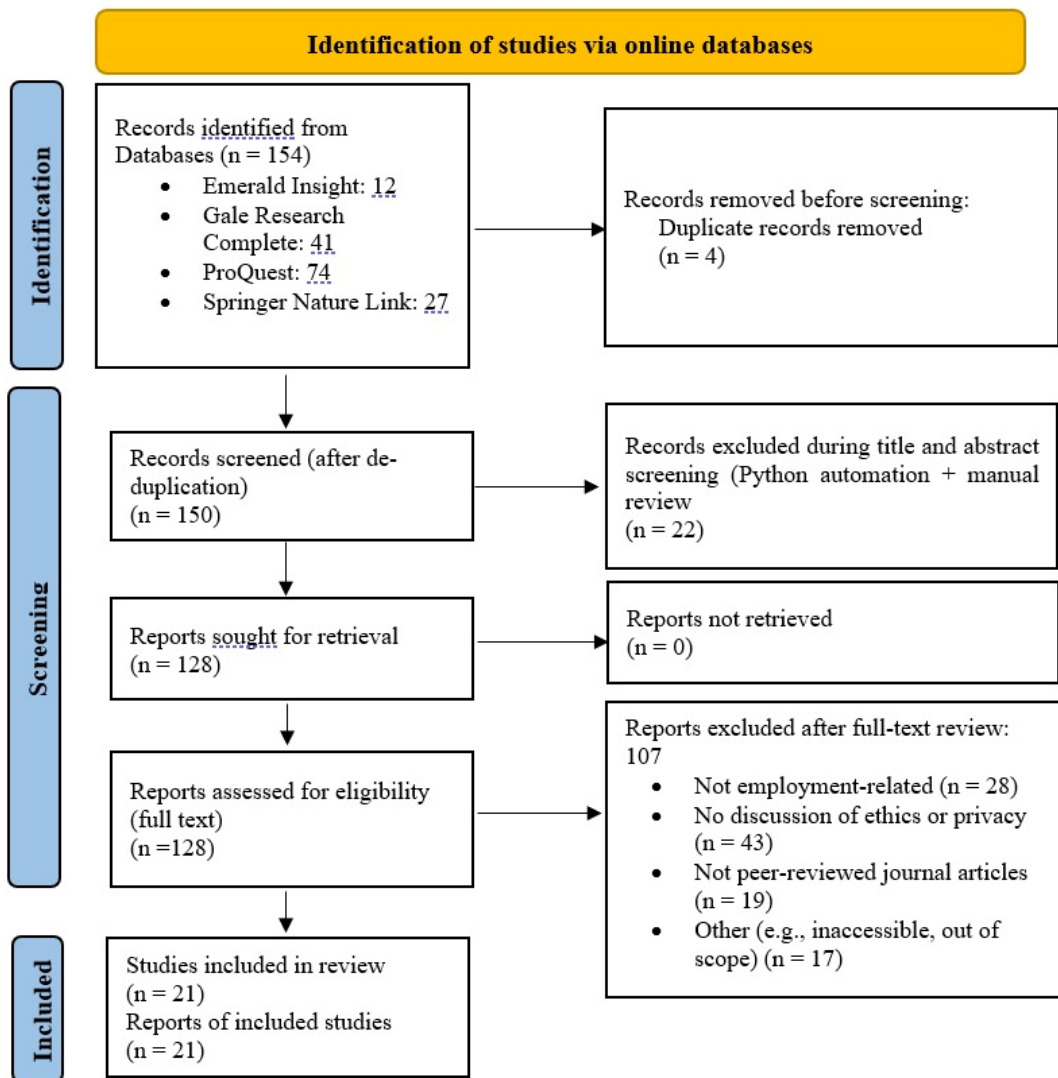 Identification of studies via online databases
Identification
Records identified from
Databases (n = 154)
• Emerald Insight: 12
• Gale Research
Complete: 41
• ProQuest: 74
• Springer Nature Link: 27
Records removed before screening:
Duplicate records removed
(n = 4)
Screening
Records screened (after de-
duplication)
(n = 150)
Records excluded during title and abstract
screening (Python automation + manual
review
(n = 22)
Reports sought for retrieval
(n = 128)
Reports not retrieved
(n = 0)
Reports assessed for eligibility
(full text)
(n =128)
Reports excluded after full-text review:
107
• Not employment-related (n = 28)
• No discussion of ethics or privacy
(n = 43)
• Not peer-reviewed journal articles
(n = 19)
• Other (e.g., inaccessible, out of
scope) (n = 17)
Included
Studies included in review
(n = 21)
Reports of included studies
(n = 21)